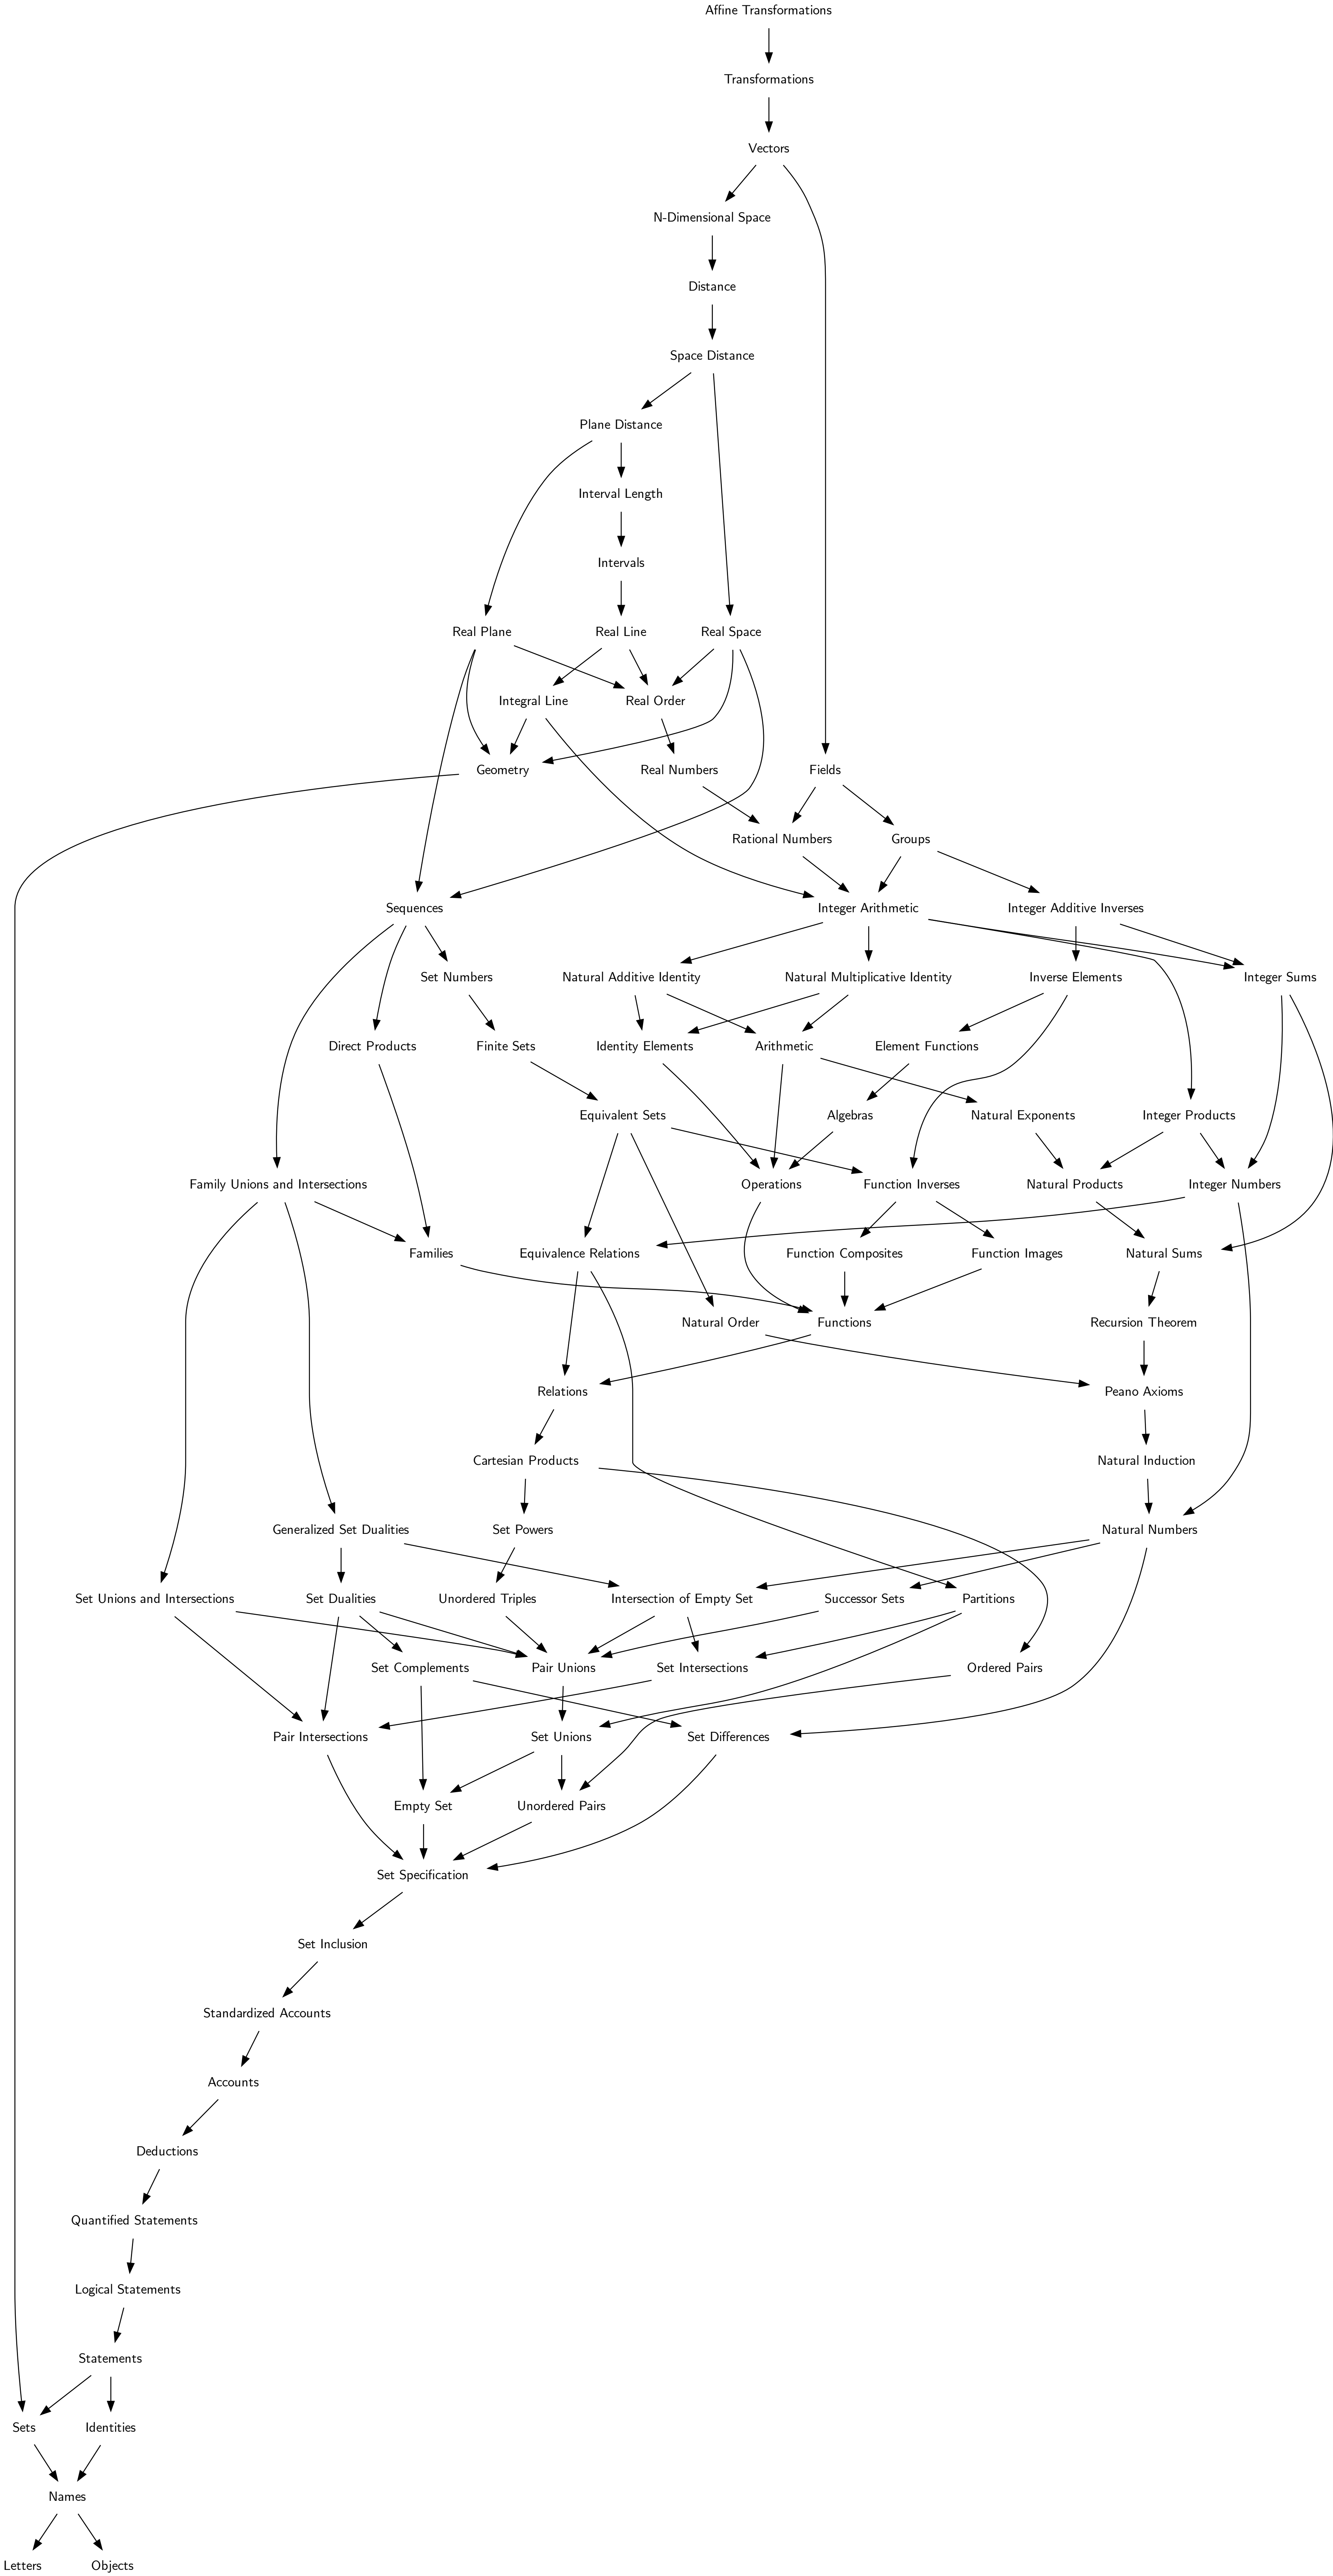 Affine Transformations
Transformations
Vectors
N-Dimensional Space
Distance
Space Distance
Plane Distance
Interval Length
Intervals
Real Plane
Real Line
Real Space
Integral Line
Real Order
Geometry
Real Numbers
Fields
Rational Numbers
Groups
Sequences
Integer Arithmetic
Integer Additive Inverses
Set Numbers
Natural Additive Identity
Natural Multiplicative Identity
Inverse Elements
Integer Sums
Direct Products
Finite Sets
Identity Elements
Arithmetic
Element Functions
Equivalent Sets
Algebras
Natural Exponents
Integer Products
Family Unions and Intersections
Operations
Function Inverses
Natural Products
Integer Numbers
Families
Equivalence Relations
Function Composites
Function Images
Natural Sums
Natural Order
Functions
Recursion Theorem
Relations
Peano Axioms
Cartesian Products
Natural Induction
Generalized Set Dualities
Set Powers
Natural Numbers
Set Unions and Intersections
Set Dualities
Unordered Triples
Intersection of Empty Set
Successor Sets
Partitions
Set Complements
Pair Unions
Set Intersections
Ordered Pairs
Pair Intersections
Set Unions
Set Differences
Empty Set
Unordered Pairs
Set Specification
Set Inclusion
Standardized Accounts
Accounts
Deductions
Quantified Statements
Logical Statements
Statements
Sets
Identities
Names
Letters
Objects